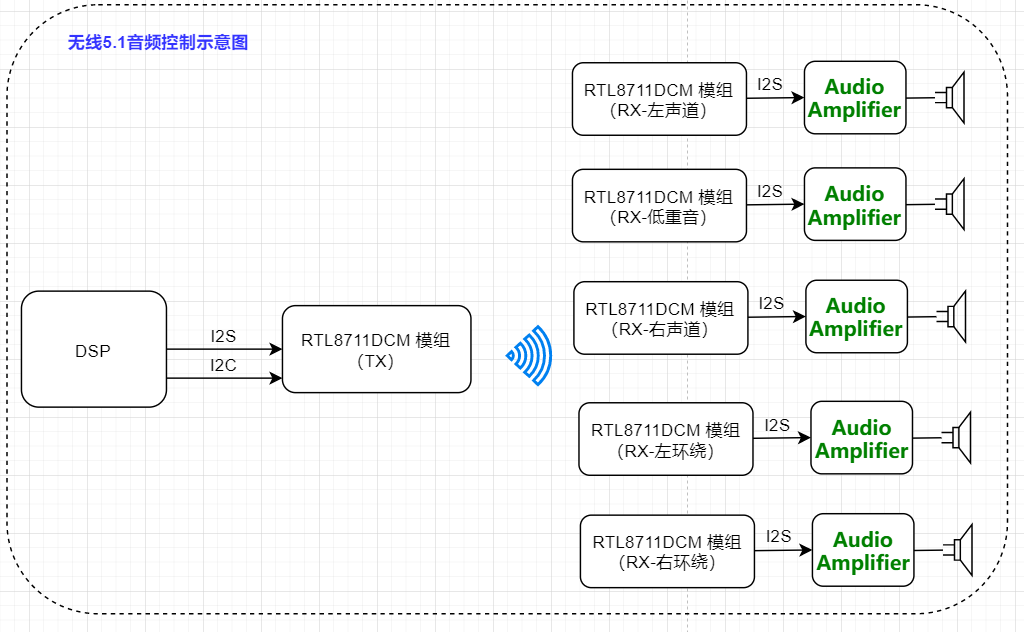 无线5.1音频控制示意图
RTL8711DCM 模组
（RX-左声道）
I2S
Audio
Amplifier
RTL8711DCM 模组
（RX-低重音）
I2S
Audio
Amplifier
DSP
I2S
I2C
RTL8711DCM 模组
（TX）
RTL8711DCM 模组
（RX-右声道）
I2S
Audio
Amplifier
RTL8711DCM 模组
（RX-左环绕）
I2S
Audio
Amplifier
RTL8711DCM 模组
（RX-右环绕）
I2S
Audio
Amplifier